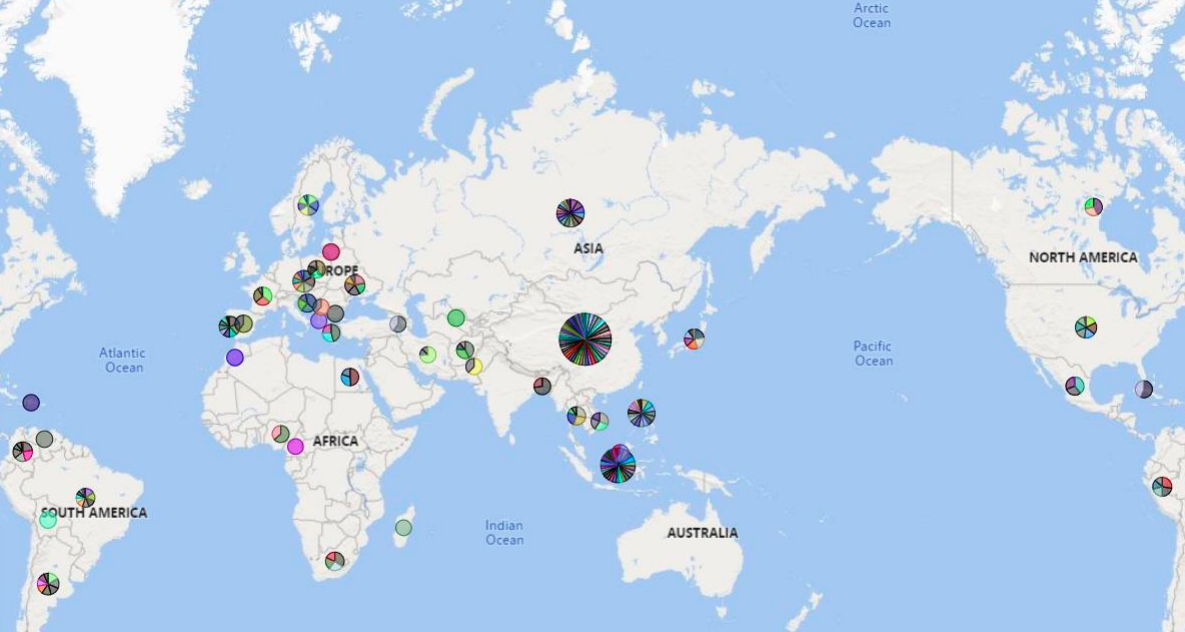 Arctic
Ocean
ASIA
NORTH AMERICA
ROPE
Atlantic
Ocean
Pacific
Ocean
AFRICA
SOUTH AMERICA
Indian
Ocean
AUSTRALIA